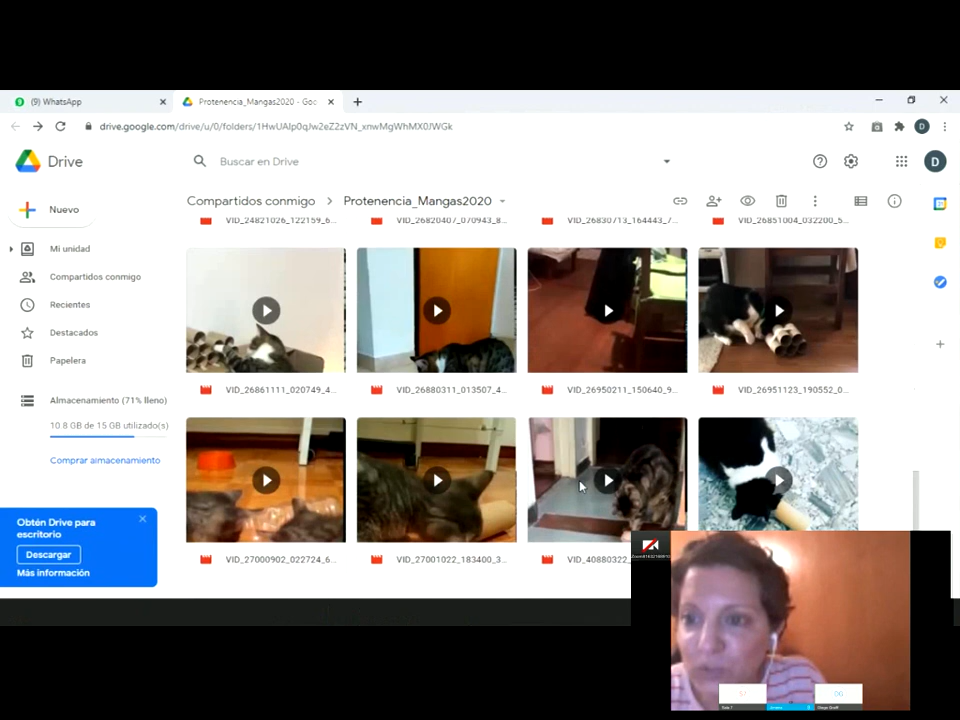 (9) WhatsApp
Protenencia_Mangas2020 - Goo
drive.google.com/drive/u/0/folders/
Drive
Buscar en Drive
D
D
Nuevo
Compartidos conmigo > Protenencia_Mangas2020
VID_24821026_122159_6...
VID_26820407_070943_8...
VID_26830713_164443_7...
VID_26851004_032200_5...
Mi unidad
Compartidos conmigo
Recientes
Destacados
Papelera
Almacenamiento (71% lleno)
10.8 GB de 15 GB utilizado(s)
Comprar almacenamiento
VID_26861111_020749_4...
VID_26880311_013507_4...
VID_26950211_150640_9...
VID_26951123_190552_0...
Obtén Drive para
escritorio
Descargar
Más información
VID_27000902_022724_6...
VID_27001022_183400_3...
VID_40880322_